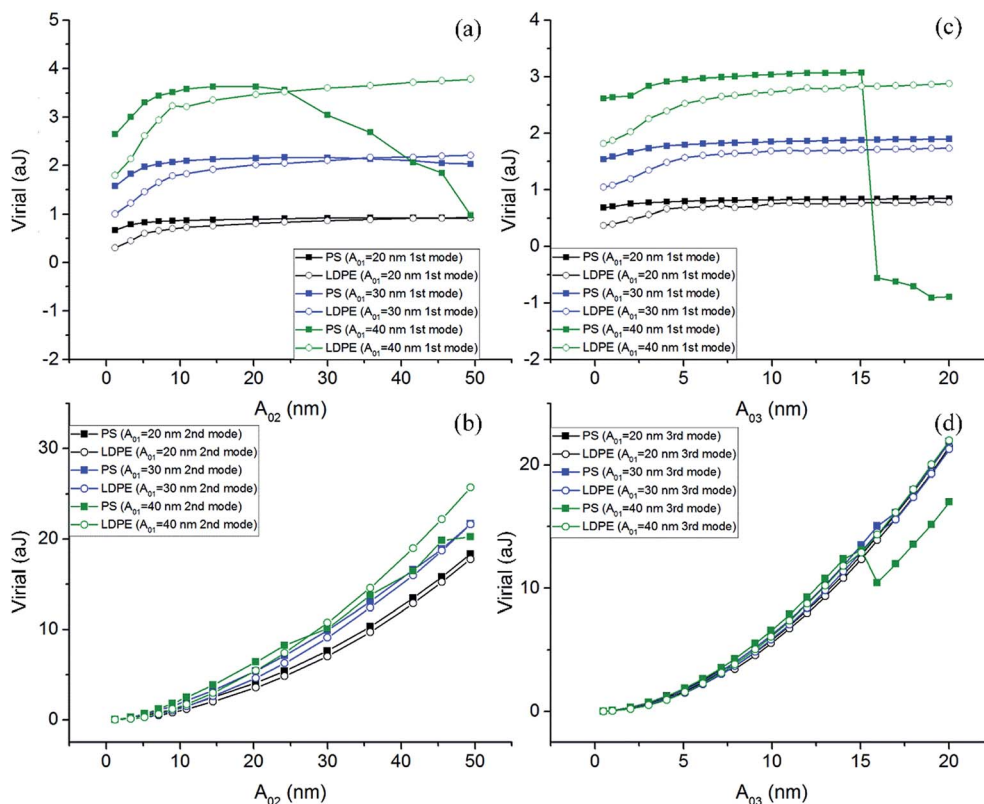 (a)
5
4
3
2
1
0
-1
-2
Virial (aJ)
PS (A01=20 nm 1st mode)
LDPE (A01=20 nm 1st mode)
PS (A01=30 nm 1st mode)
LDPE (A01=30 nm 1st mode)
PS (A01=40 nm 1st mode)
LDPE (A01=40 nm 1st mode)
0 10 20 30 40 50
A02 (nm)
(c)
4
3
2
1
0
-1
-2
Virial (aJ)
PS (A01=20 nm 1st mode)
LDPE (A01=20 nm 1st mode)
PS (A01=30 nm 1st mode)
LDPE (A01=30 nm 1st mode)
PS (A01=40 nm 1st mode)
LDPE (A01=40 nm 1st mode)
0 5 10 15 20
A03 (nm)
(b)
30
20
10
0
Virial (aJ)
PS (A01=20 nm 2nd mode)
LDPE (A01=20 nm 2nd mode)
PS (A01=30 nm 2nd mode)
LDPE (A01=30 nm 2nd mode)
PS (A01=40 nm 2nd mode)
LDPE (A01=40 nm 2nd mode)
0 10 20 30 40 50
A02 (nm)
(d)
20
10
0
Virial (aJ)
PS (A01=20 nm 3rd mode)
LDPE (A01=20 nm 3rd mode)
PS (A01=30 nm 3rd mode)
LDPE (A01=30 nm 3rd mode)
PS (A01=40 nm 3rd mode)
LDPE (A01=40 nm 3rd mode)
0 5 10 15 20
A03 (nm)